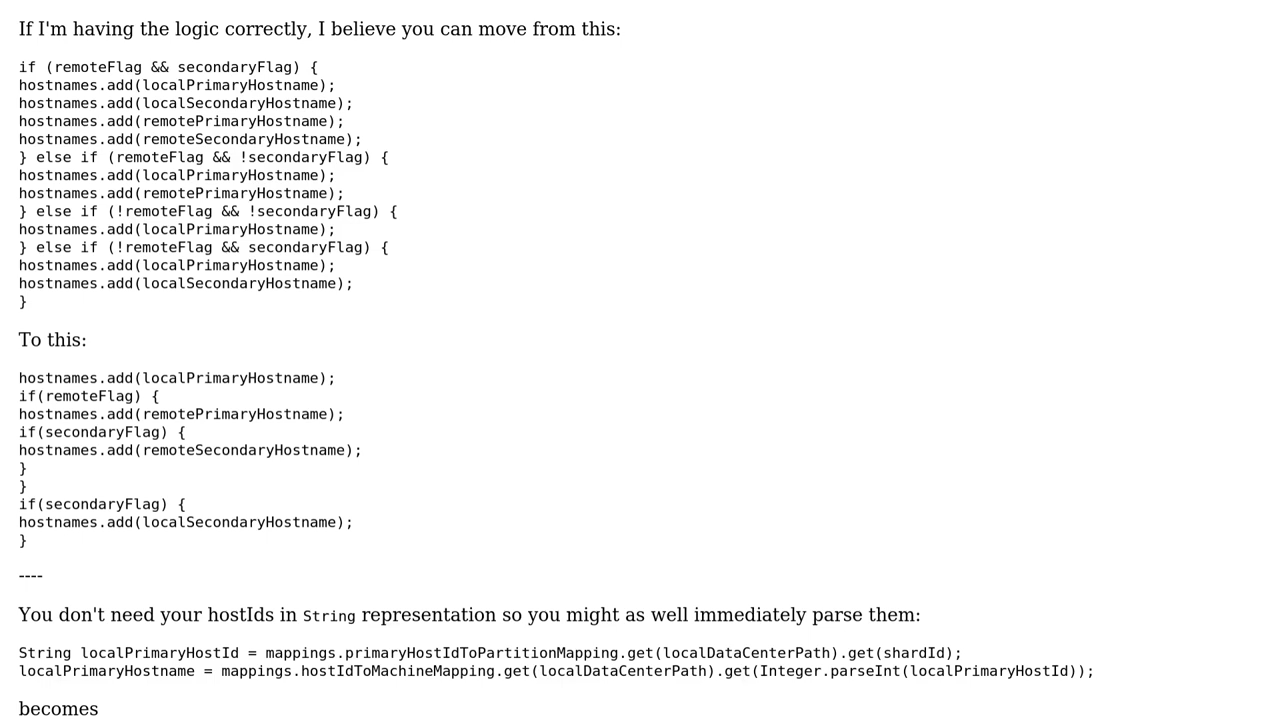 If I'm having the logic correctly, I believe you can move from this:
if (remoteFlag && secondaryFlag) {
hostnames.add(localPrimaryHostname);
hostnames.add(localSecondaryHostname);
hostnames.add(remotePrimaryHostname);
hostnames.add(remoteSecondaryHostname);
} else if (remoteFlag && !secondaryFlag) {
hostnames.add(localPrimaryHostname);
hostnames.add(remotePrimaryHostname);
} else if (!remoteFlag && !secondaryFlag) {
hostnames.add(localPrimaryHostname);
} else if (!remoteFlag && secondaryFlag) {
hostnames.add(localPrimaryHostname);
hostnames.add(localSecondaryHostname);
}
To this:
hostnames.add(localPrimaryHostname);
if(remoteFlag) {
hostnames.add(remotePrimaryHostname);
if(secondaryFlag) {
hostnames.add(remoteSecondaryHostname);
}
}
if(secondaryFlag) {
hostnames.add(localSecondaryHostname);
}
----
You don't need your hostIds in String representation so you might as well immediately parse them:
String localPrimaryHostId = mappings.primaryHostIdToPartitionMapping.get(localDataCenterPath).get(shardId);
localPrimaryHostname = mappings.hostIdToMachineMapping.get(localDataCenterPath).get(Integer.parseInt(localPrimaryHostId));
becomes